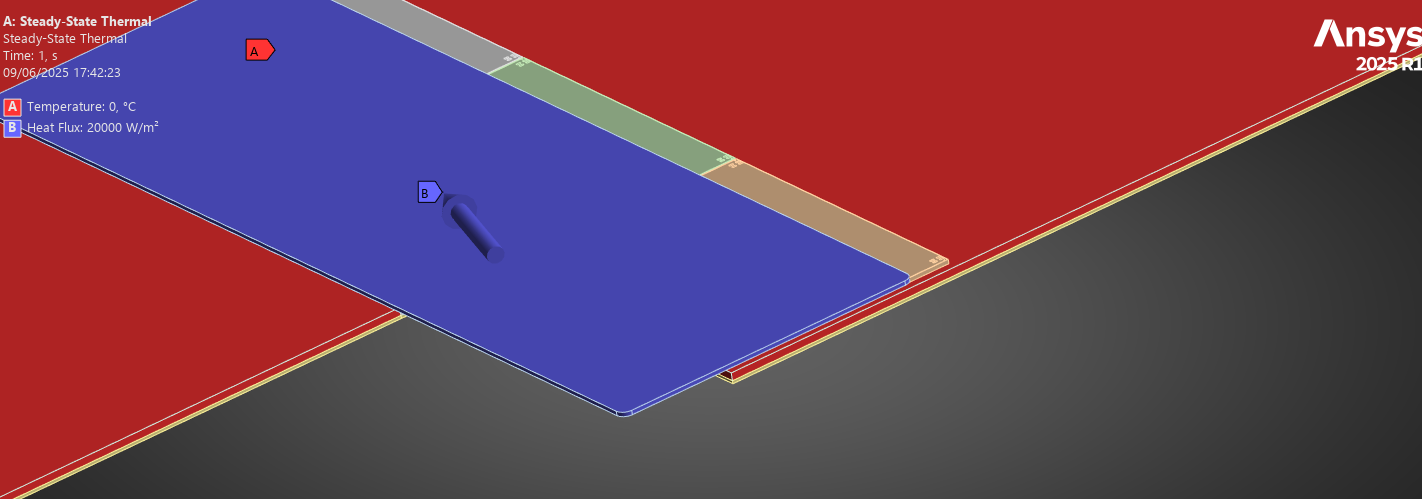 A: Steady-State Thermal
Steady-State Thermal
Time: 1, s
09/06/2025 17:42:23
A Temperature: 0, °C
B Heat Flux: 20000 W/m²
A
B
Ansys
2025 R1